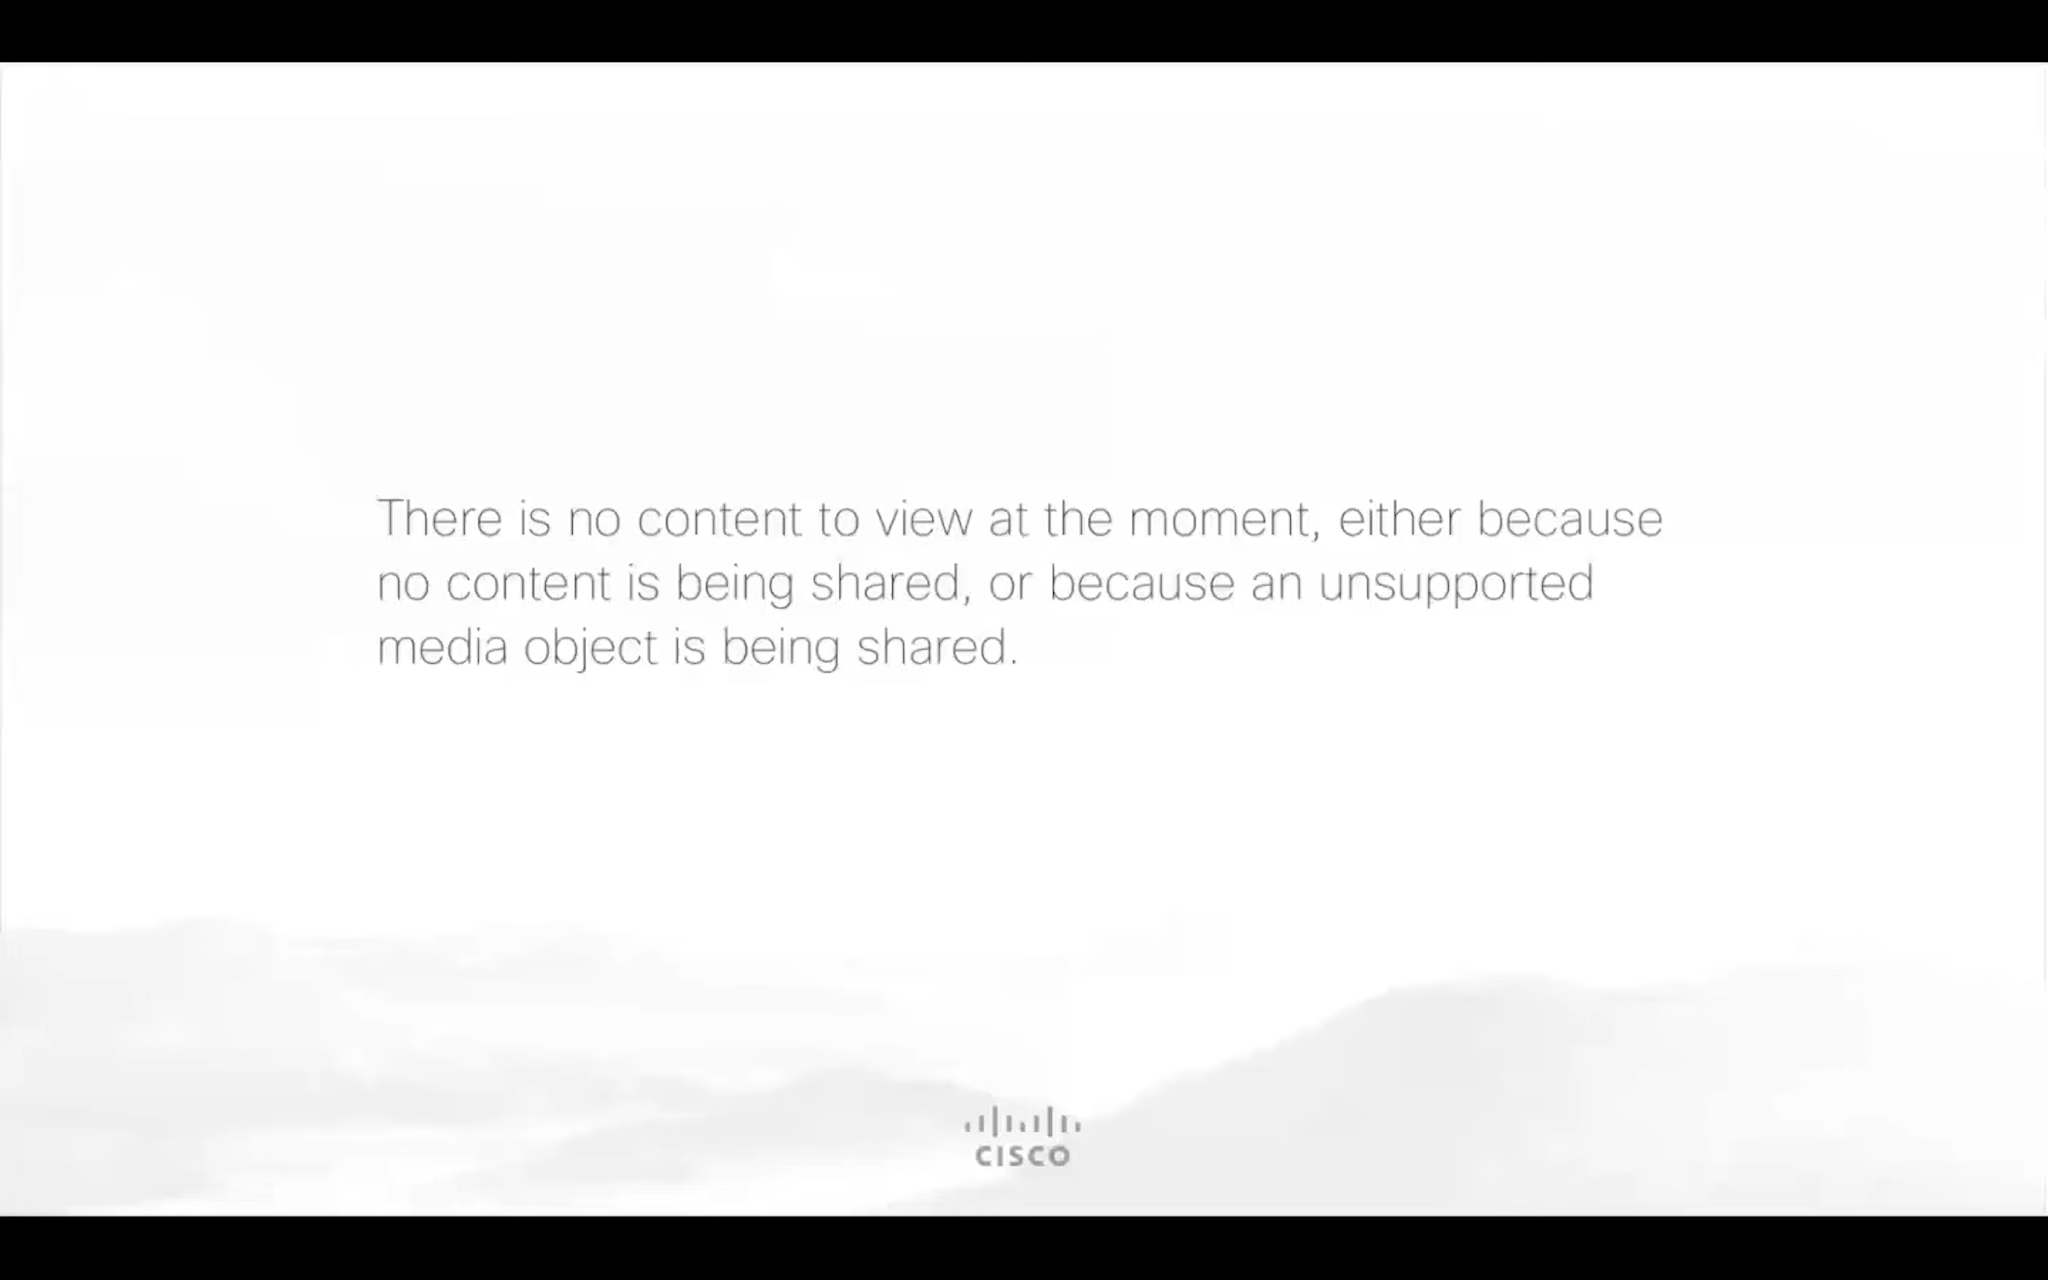 There is no content to view at the moment, either because
no content is being shared, or because an unsupported
media object is being shared.
CISCO